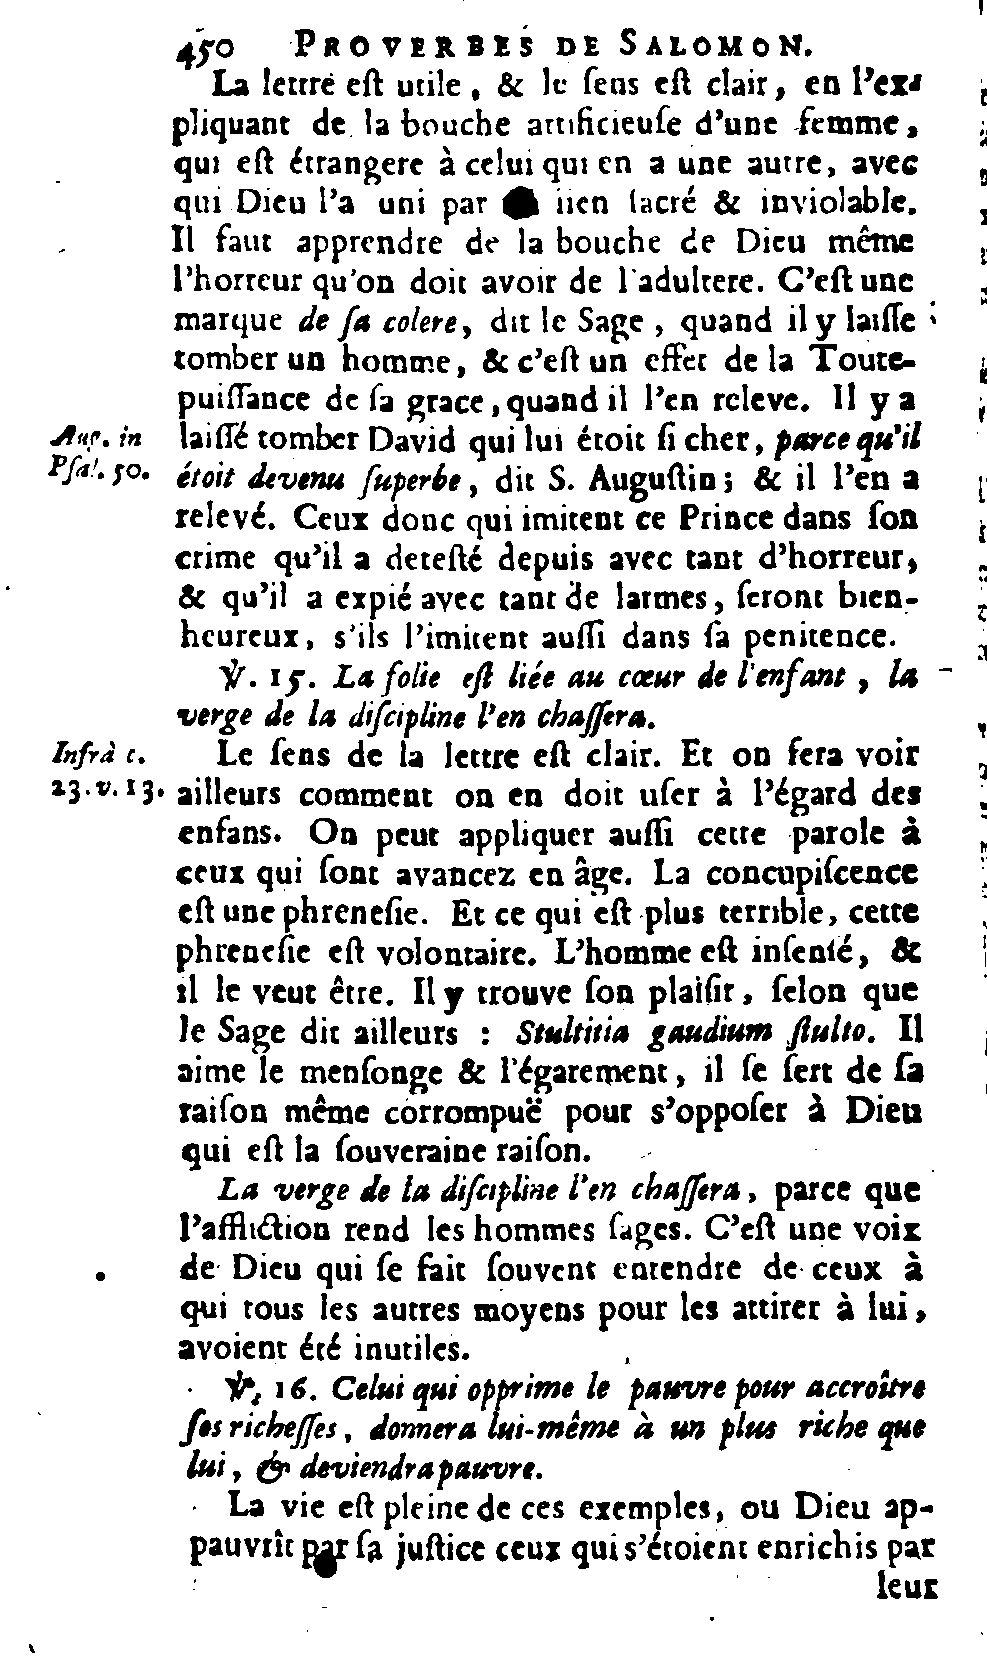 450 PROVERBES DE SALOMON.
La lettre eſt utile, & le ſens eſt clair, en l'ex-
pliquant de la bouche artificieuſe d'une femme,
qui eſt étrangere à celui qui en a une autre, avec
qui Dieu l'a uni par lien ſacré & inviolable.
Il faut apprendre de la bouche de Dieu même
l'horreur qu'on doit avoir de l'adultere. C'eſt une
marque de ſa colere, dit le Sage, quand il y laiſſe
tomber un homme, & c'eſt un effet de la Toute-
puiſſance de ſa grace, quand il l'en releve. Il y a
Aug. in
Pſal. 50.
laiſſé tomber David qui lui étoit ſi cher, parce qu'il
étoit devenu ſuperbe, dit S. Auguſtin; & il l'en a
relevé. Ceux donc qui imitent ce Prince dans ſon
crime qu'il a deteſté depuis avec tant d'horreur,
& qu'il a expié avec tant de larmes, ſeront bien-
heureux, s'ils l'imitent auſſi dans ſa penitence.
℣. 15. La folie eſt liée au cœur de l'enfant, la
verge de la diſcipline l'en chaſſera.
Infrà c.
23. v. 13.
Le ſens de la lettre eſt clair. Et on fera voir
ailleurs comment on en doit uſer à l'égard des
enfans. On peut appliquer auſſi cette parole à
ceux qui ſont avancez en âge. La concupiſcence
eſt une phreneſie. Et ce qui eſt plus terrible, cette
phreneſie eſt volontaire. L'homme eſt inſenſé, &
il le veut être. Il y trouve ſon plaiſir, ſelon que
le Sage dit ailleurs : Stultitia gaudium ſtulto. Il
aime le menſonge & l'égarement, il ſe ſert de ſa
raiſon même corrompuë pour s'oppoſer à Dieu
qui eſt la ſouveraine raiſon.
La verge de la diſcipline l'en chaſſera, parce que
l'affliction rend les hommes ſages. C'eſt une voix
de Dieu qui ſe fait ſouvent entendre de ceux à
qui tous les autres moyens pour les attirer à lui,
avoient été inutiles.
℣. 16. Celui qui opprime le pauvre pour accroître
ſes richeſſes, donnera lui-même à un plus riche que
lui, & deviendra pauvre.
La vie eſt pleine de ces exemples, ou Dieu ap-
pauvrît par ſa juſtice ceux qui s'étoient enrichis par
leur